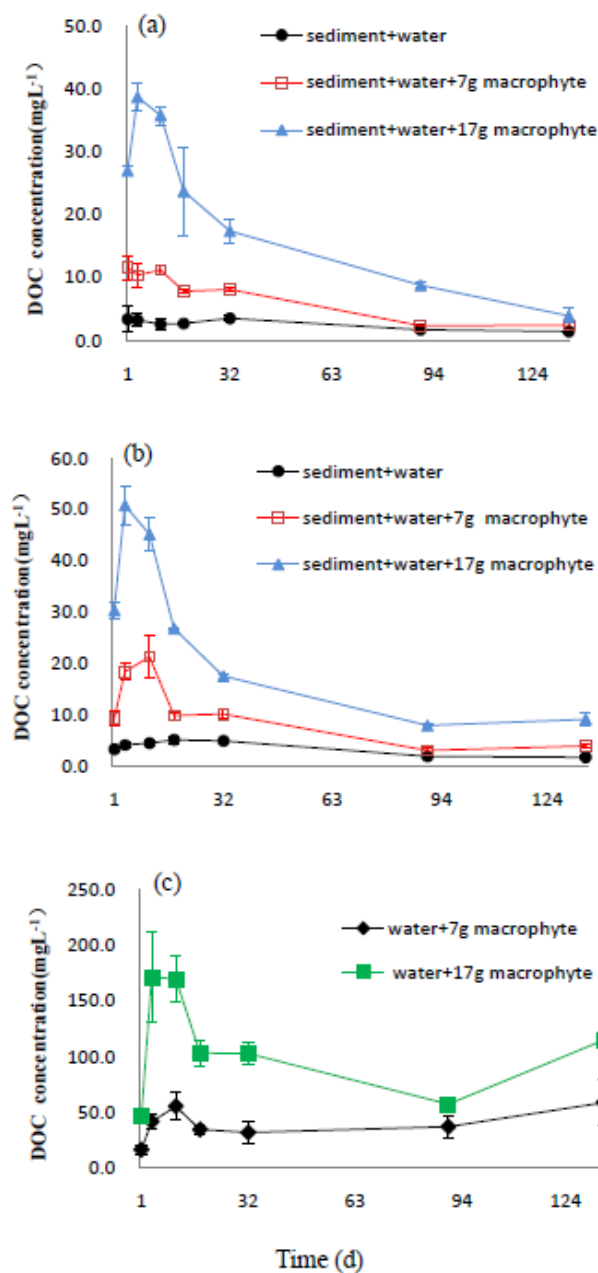 (a)
DOC concentration(mgL-1)
50.0
40.0
30.0
20.0
10.0
0.0
1 32 63 94 124
sediment+water
sediment+water+7g macrophyte
sediment+water+17g macrophyte
(b)
DOC concentration(mgL-1)
60.0
50.0
40.0
30.0
20.0
10.0
0.0
1 32 63 94 124
sediment+water
sediment+water+7g macrophyte
sediment+water+17g macrophyte
(c)
DOC concentration(mgL-1)
250.0
200.0
150.0
100.0
50.0
0.0
1 32 63 94 124
water+7g macrophyte
water+17g macrophyte
Time (d)